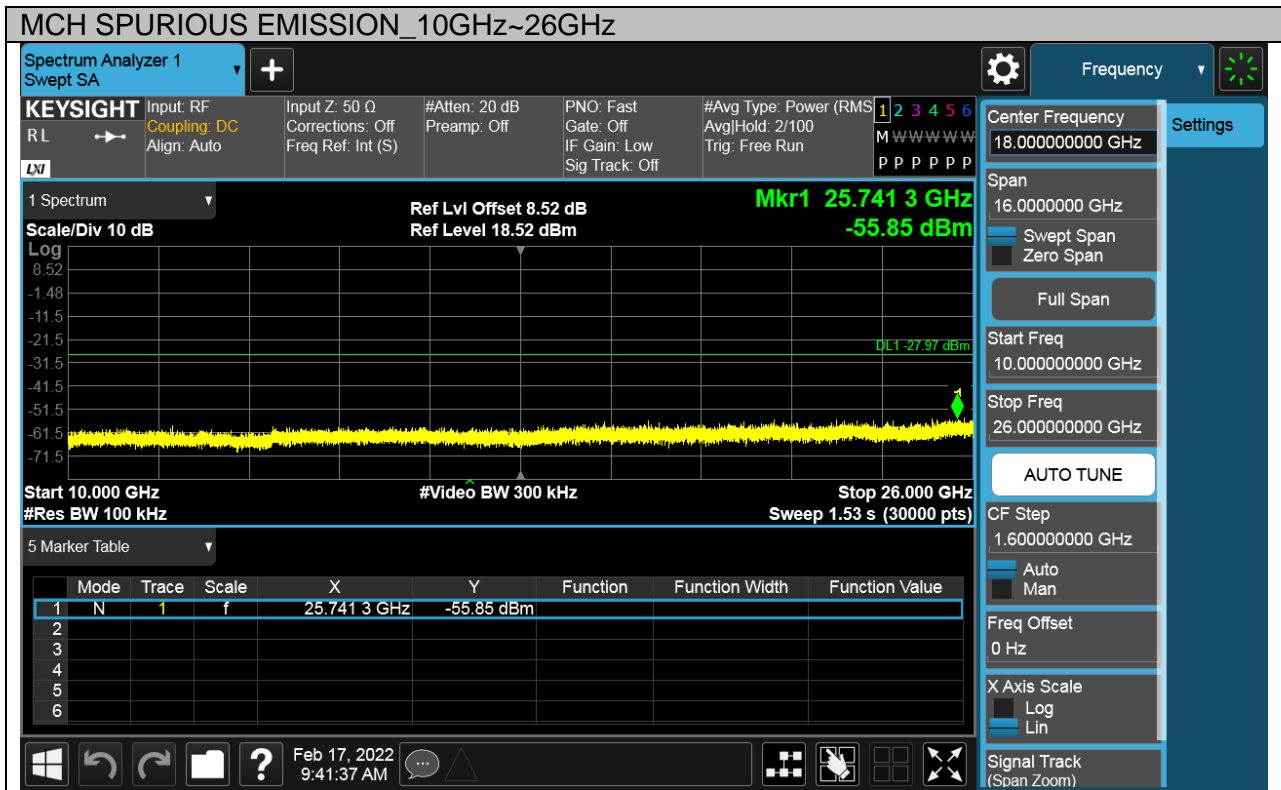 MCH SPURIOUS EMISSION_10GHz~26GHz
Spectrum Analyzer 1
Swept SA
+
Frequency
KEYSIGHT
RL
LXI
Input: RF
Coupling: DC
Align: Auto
Input Z: 50 Ω
Corrections: Off
Freq Ref: Int (S)
#Atten: 20 dB
Preamp: Off
PNO: Fast
Gate: Off
IF Gain: Low
Sig Track: Off
#Avg Type: Power (RMS
Avg|Hold: 2/100
Trig: Free Run
1 2 3 4 5 6
M W W W W W
P P P P P P
1 Spectrum
Scale/Div 10 dB
Ref Lvl Offset 8.52 dB
Ref Level 18.52 dBm
Mkr1 25.741 3 GHz
-55.85 dBm
Log
8.52
-1.48
-11.5
-21.5
-31.5
-41.5
-51.5
-61.5
-71.5
DL1 -27.97 dBm
1
Start 10.000 GHz
#Video BW 300 kHz
Stop 26.000 GHz
#Res BW 100 kHz
Sweep 1.53 s (30000 pts)
5 Marker Table
Mode Trace Scale X Y Function Function Width Function Value
1 N 1 f 25.741 3 GHz -55.85 dBm
2
3
4
5
6
Feb 17, 2022
9:41:37 AM
?
Center Frequency
18.000000000 GHz
Settings
Span
16.0000000 GHz
Swept Span
Zero Span
Full Span
Start Freq
10.000000000 GHz
Stop Freq
26.000000000 GHz
AUTO TUNE
CF Step
1.600000000 GHz
Auto
Man
Freq Offset
0 Hz
X Axis Scale
Log
Lin
Signal Track
(Span Zoom)